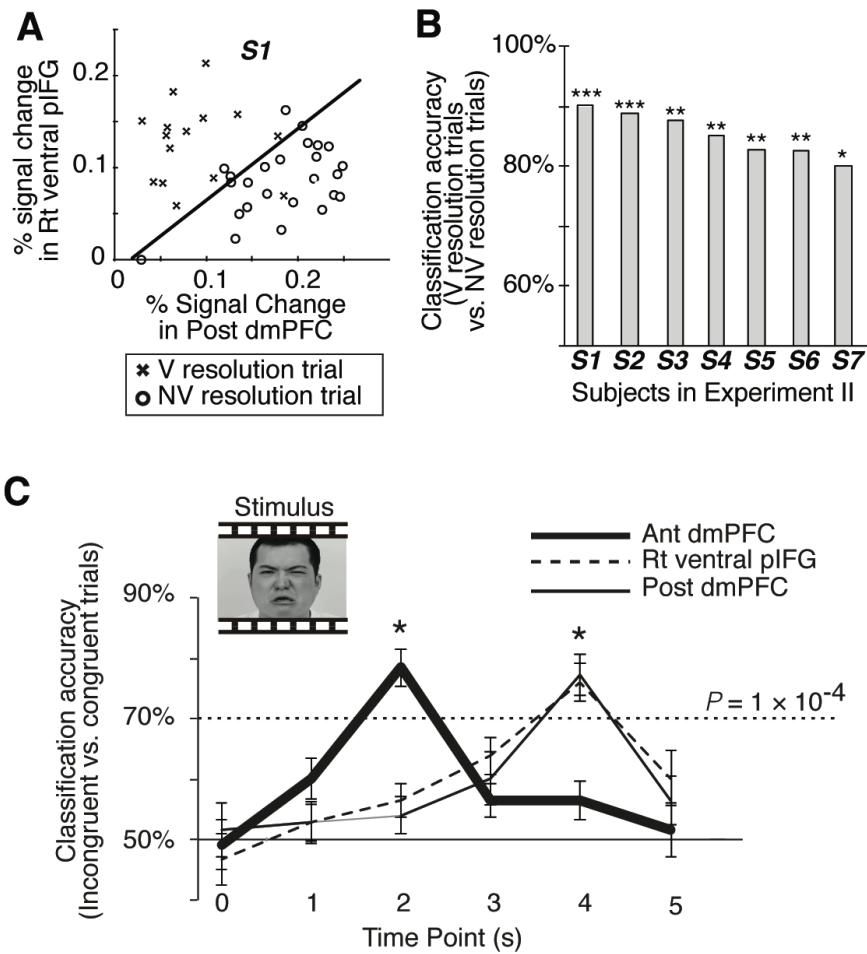 A
S1
% signal change
in Rt ventral pIFG
0.2
0.1
0
0
0.1
0.2
% Signal Change
in Post dmPFC
× V resolution trial
o NV resolution trial
B
Classification accuracy
(V resolution trials
vs. NV resolution trials)
100%
80%
60%
***
***
**
**
**
**
*
S1 S2 S3 S4 S5 S6 S7
Subjects in Experiment II
C
Stimulus
Ant dmPFC
Rt ventral pIFG
Post dmPFC
Classification accuracy
(Incongruent vs. congruent trials)
90%
70%
50%
*
*
P = 1 × 10-4
0 1 2 3 4 5
Time Point (s)